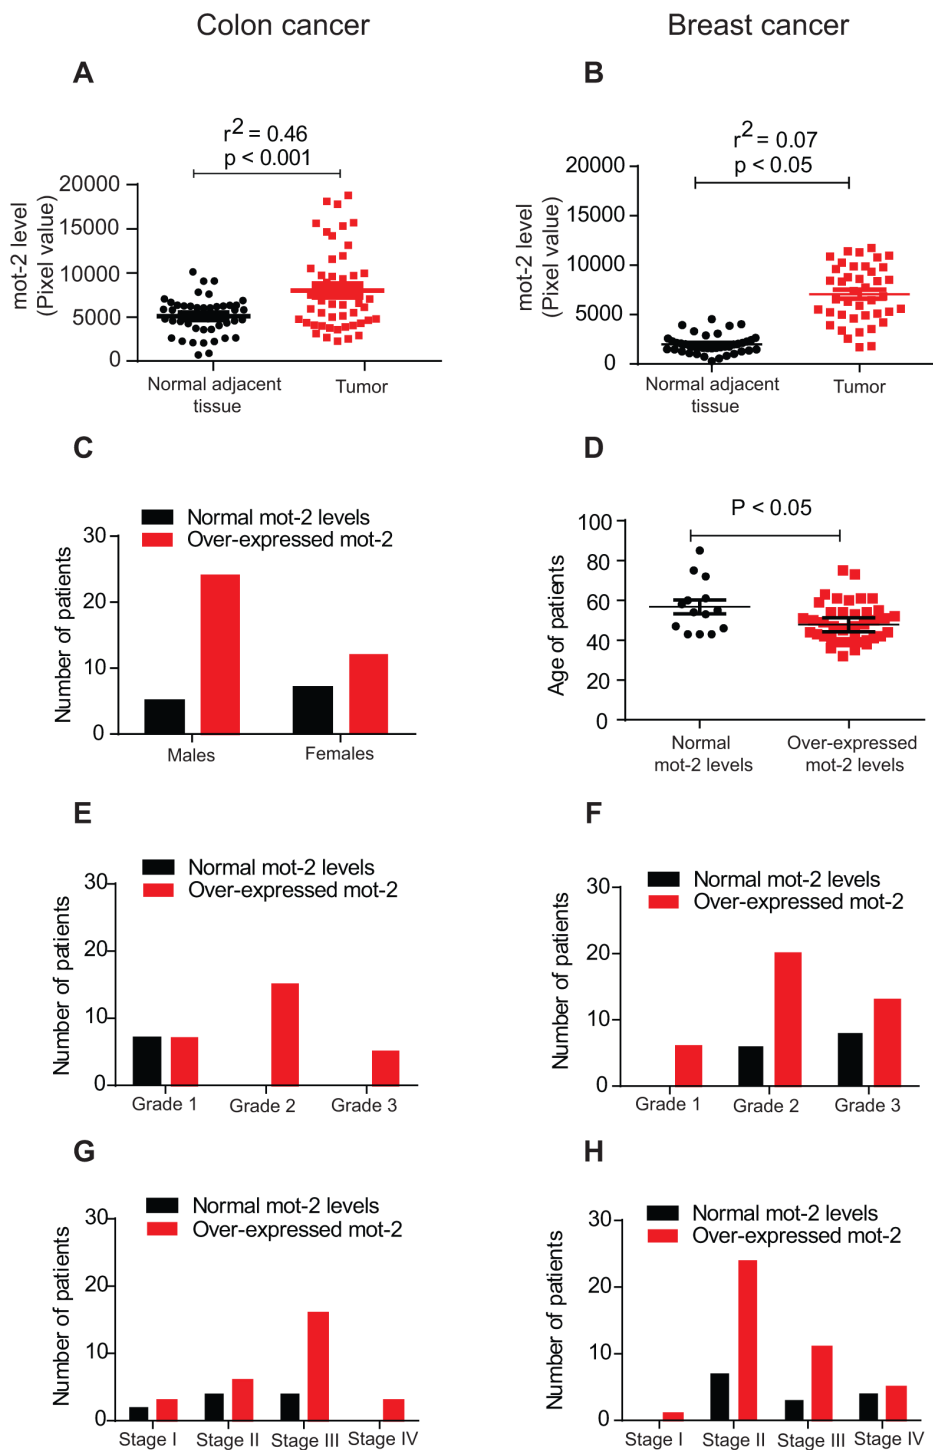 Colon cancer
Breast cancer
A
r2 = 0.46
p < 0.001
mot-2 level
(Pixel value)
20000
15000
10000
5000
0
Normal adjacent
tissue
Tumor
B
r2 = 0.07
p < 0.05
mot-2 level
(Pixel value)
20000
15000
10000
5000
0
Normal adjacent
tissue
Tumor
C
Normal mot-2 levels
Over-expressed mot-2
Number of patients
30
20
10
0
Males
Females
D
P < 0.05
Age of patients
100
80
60
40
20
0
Normal
mot-2 levels
Over-expressed
mot-2 levels
E
Normal mot-2 levels
Over-expressed mot-2
Number of patients
30
20
10
0
Grade 1
Grade 2
Grade 3
F
Normal mot-2 levels
Over-expressed mot-2
Number of patients
30
20
10
0
Grade 1
Grade 2
Grade 3
G
Normal mot-2 levels
Over-expressed mot-2
Number of patients
30
20
10
0
Stage I
Stage II
Stage III
Stage IV
H
Normal mot-2 levels
Over-expressed mot-2
Number of patients
30
20
10
0
Stage I
Stage II
Stage III
Stage IV